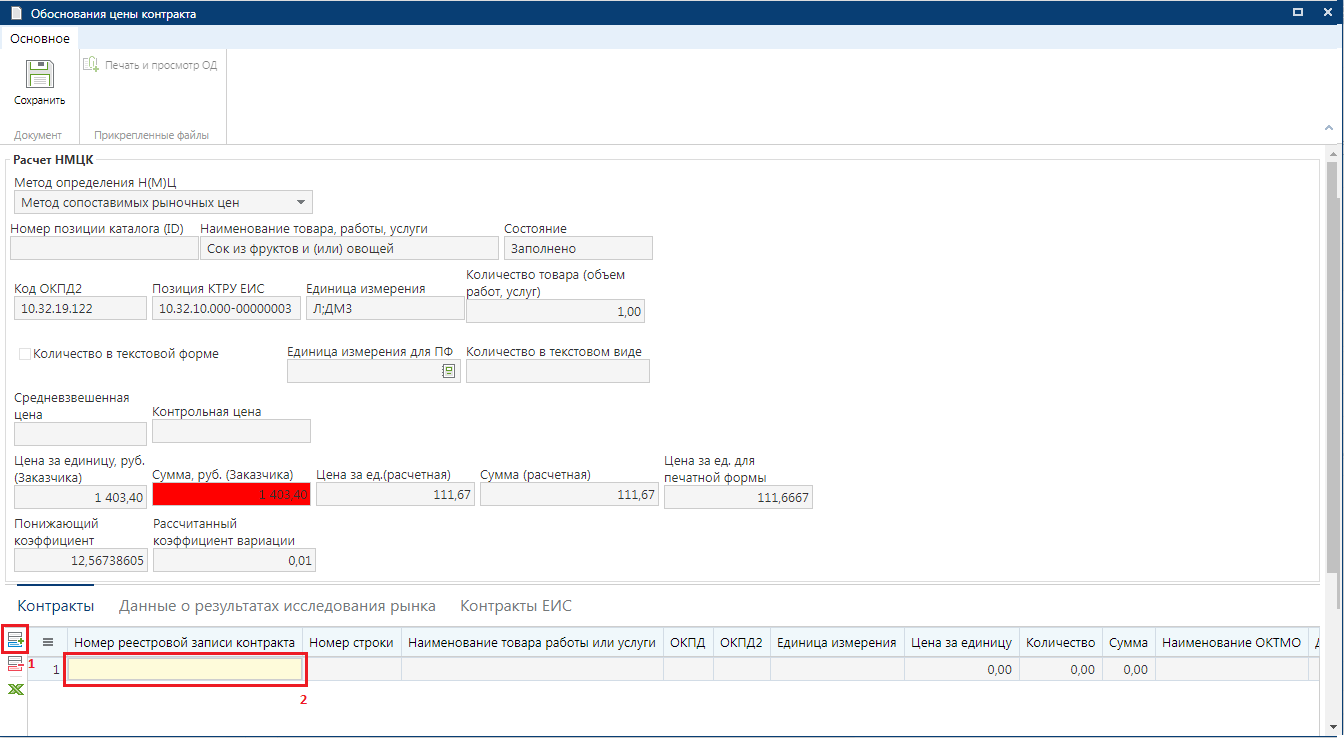 Обоснования цены контракта
Основное
Сохранить
Печать и просмотр ОД
Документ
Прикрепленные файлы
Расчет НМЦК
Метод определения Н(М)Ц
Метод сопоставимых рыночных цен
Номер позиции каталога (ID) Наименование товара, работы, услуги Состояние
Сок из фруктов и (или) овощей Заполнено
Код ОКПД2 Позиция КТРУ ЕИС Единица измерения Количество товара (объем
работ, услуг)
10.32.19.122 10.32.10.000-00000003 Л;ДМ3 1,00
Количество в текстовой форме Единица измерения для ПФ Количество в текстовом виде
Средневзвешенная
цена Контрольная цена
Цена за единицу, руб. Цена за ед. для
(Заказчика) Сумма, руб. (Заказчика) Цена за ед.(расчетная) Сумма (расчетная) печатной формы
1 403,40 1 403,40 111,67 111,67 111,6667
Понижающий Рассчитанный
коэффициент коэффициент вариации
12,56738605 0,01
Контракты Данные о результатах исследования рынка Контракты ЕИС
Номер реестровой записи контракта Номер строки Наименование товара работы или услуги ОКПД ОКПД2 Единица измерения Цена за единицу Количество Сумма Наименование ОКТМО
1 1 0,00 0,00 0,00
2